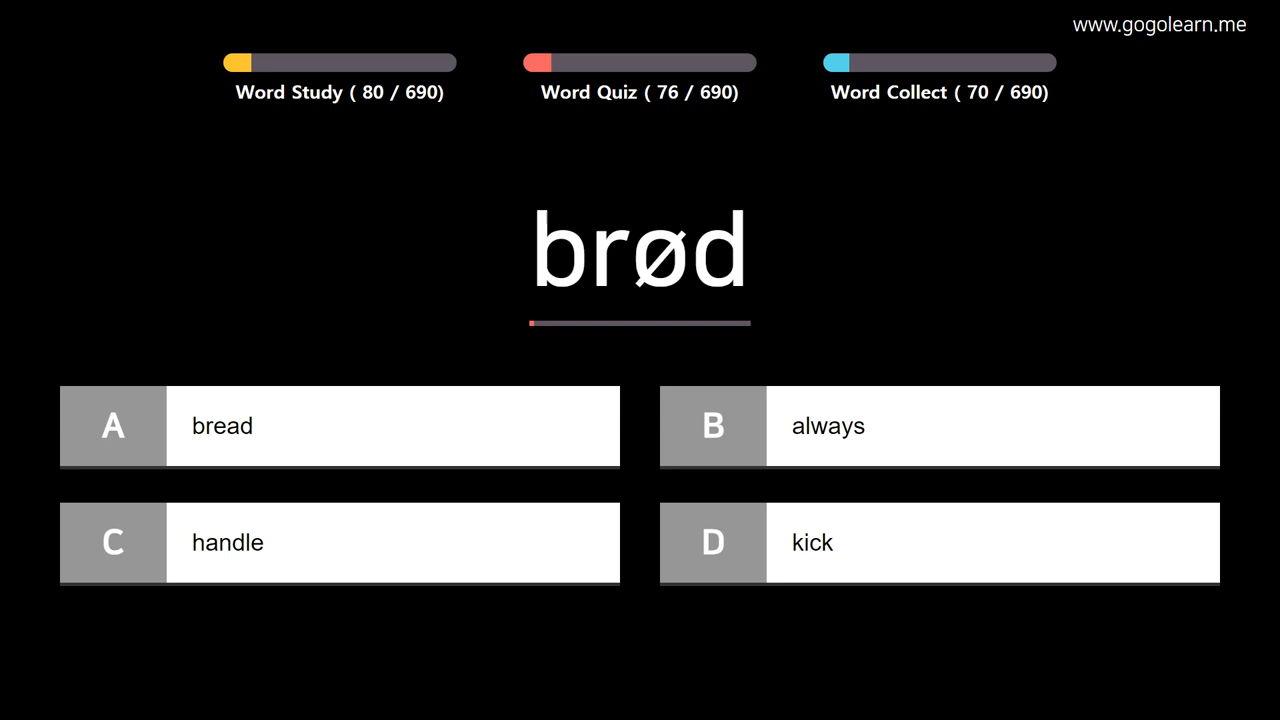 www.gogolearn.me
Word Study ( 80 / 690)
Word Quiz ( 76 / 690)
Word Collect ( 70 / 690)
brød
A bread
B always
C handle
D kick